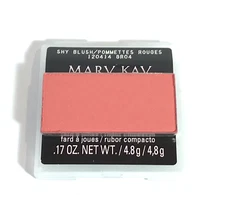 SHY BLUSH/POMMETTES ROUGES
120414 BB04
MARY KAY
fard à joues / rubor compacto
.17 OZ. NET WT. / 4.8g / 4,8g